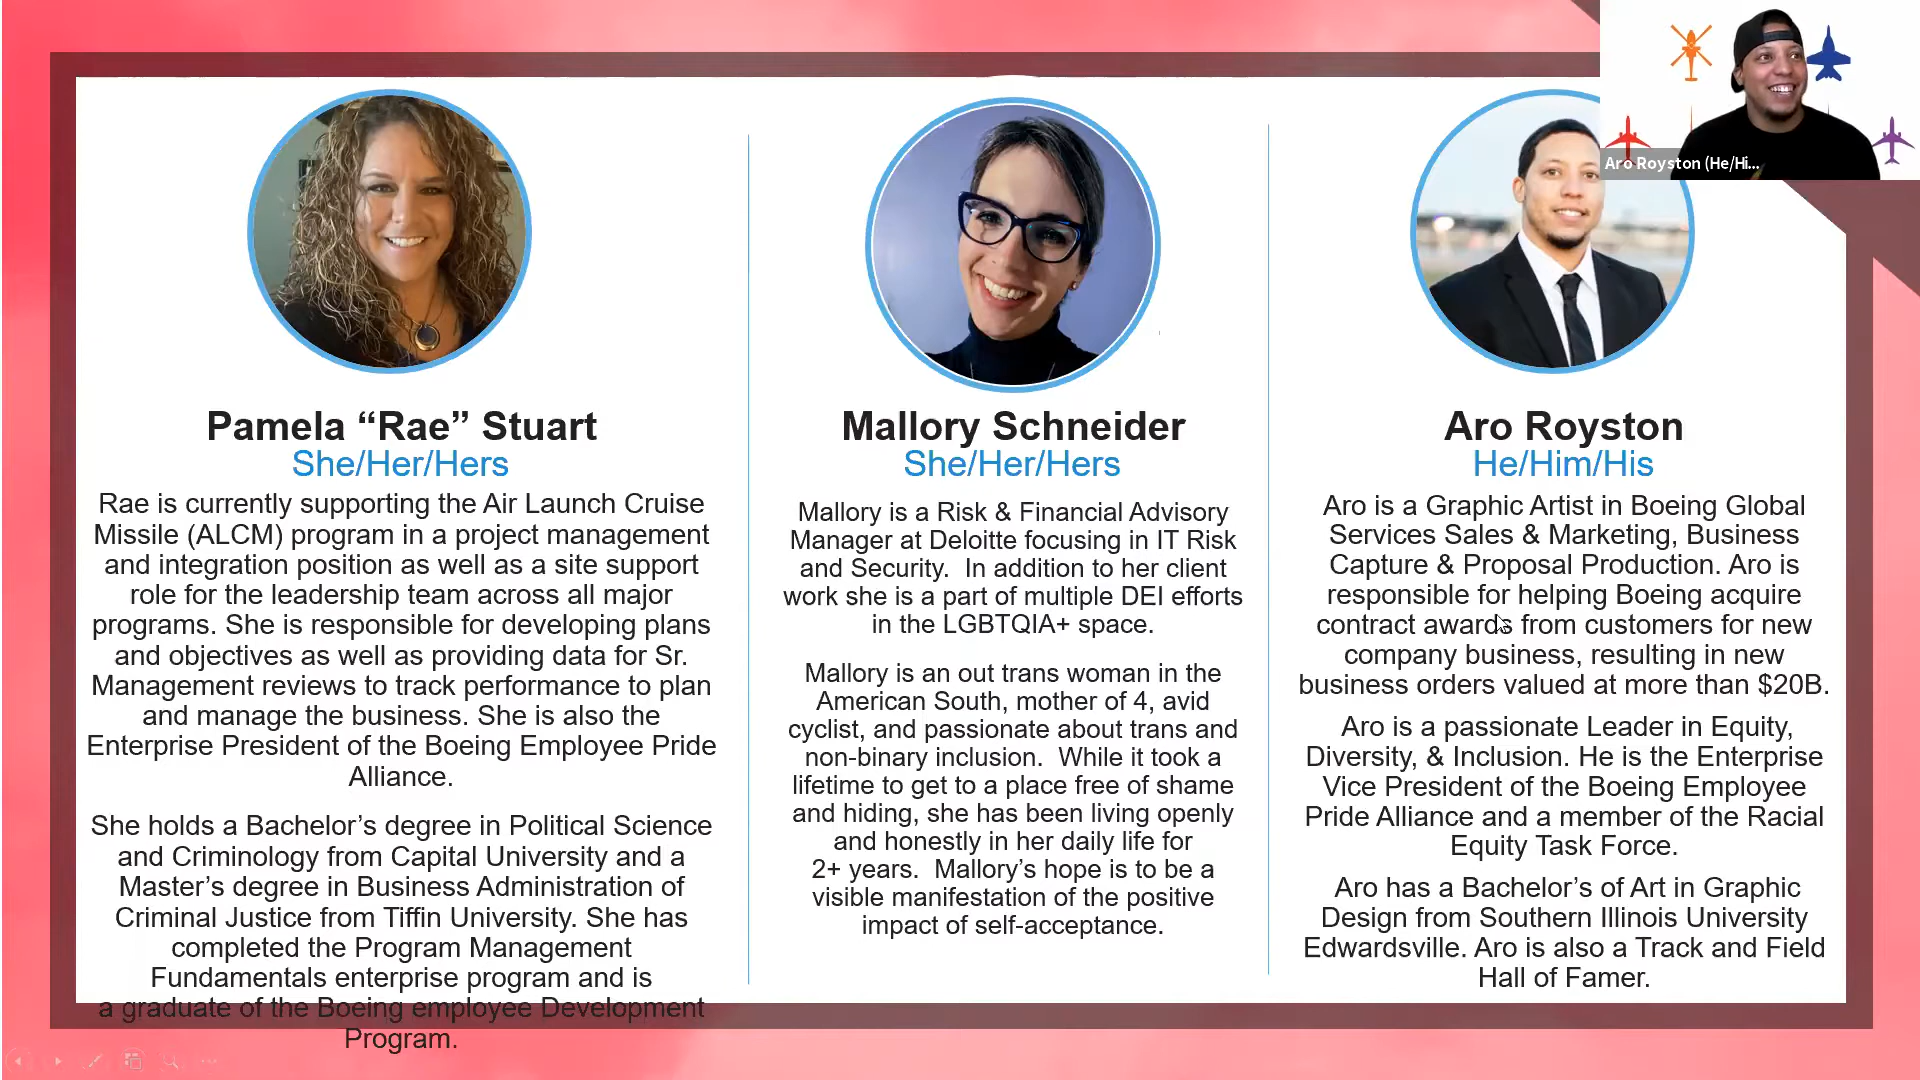 Aro Royston (He/Hi...
Pamela “Rae” Stuart
She/Her/Hers
Rae is currently supporting the Air Launch Cruise
Missile (ALCM) program in a project management
and integration position as well as a site support
role for the leadership team across all major
programs. She is responsible for developing plans
and objectives as well as providing data for Sr.
Management reviews to track performance to plan
and manage the business. She is also the
Enterprise President of the Boeing Employee Pride
Alliance.
She holds a Bachelor’s degree in Political Science
and Criminology from Capital University and a
Master’s degree in Business Administration of
Criminal Justice from Tiffin University. She has
completed the Program Management
Fundamentals enterprise program and is
a graduate of the Boeing employee Development
Program.
Mallory Schneider
She/Her/Hers
Mallory is a Risk & Financial Advisory
Manager at Deloitte focusing in IT Risk
and Security.  In addition to her client
work she is a part of multiple DEI efforts
in the LGBTQIA+ space.
Mallory is an out trans woman in the
American South, mother of 4, avid
cyclist, and passionate about trans and
non-binary inclusion.  While it took a
lifetime to get to a place free of shame
and hiding, she has been living openly
and honestly in her daily life for
2+ years.  Mallory’s hope is to be a
visible manifestation of the positive
impact of self-acceptance.
Aro Royston
He/Him/His
Aro is a Graphic Artist in Boeing Global
Services Sales & Marketing, Business
Capture & Proposal Production. Aro is
responsible for helping Boeing acquire
contract awards from customers for new
company business, resulting in new
business orders valued at more than $20B.
Aro is a passionate Leader in Equity,
Diversity, & Inclusion. He is the Enterprise
Vice President of the Boeing Employee
Pride Alliance and a member of the Racial
Equity Task Force.
Aro has a Bachelor’s of Art in Graphic
Design from Southern Illinois University
Edwardsville. Aro is also a Track and Field
Hall of Famer.